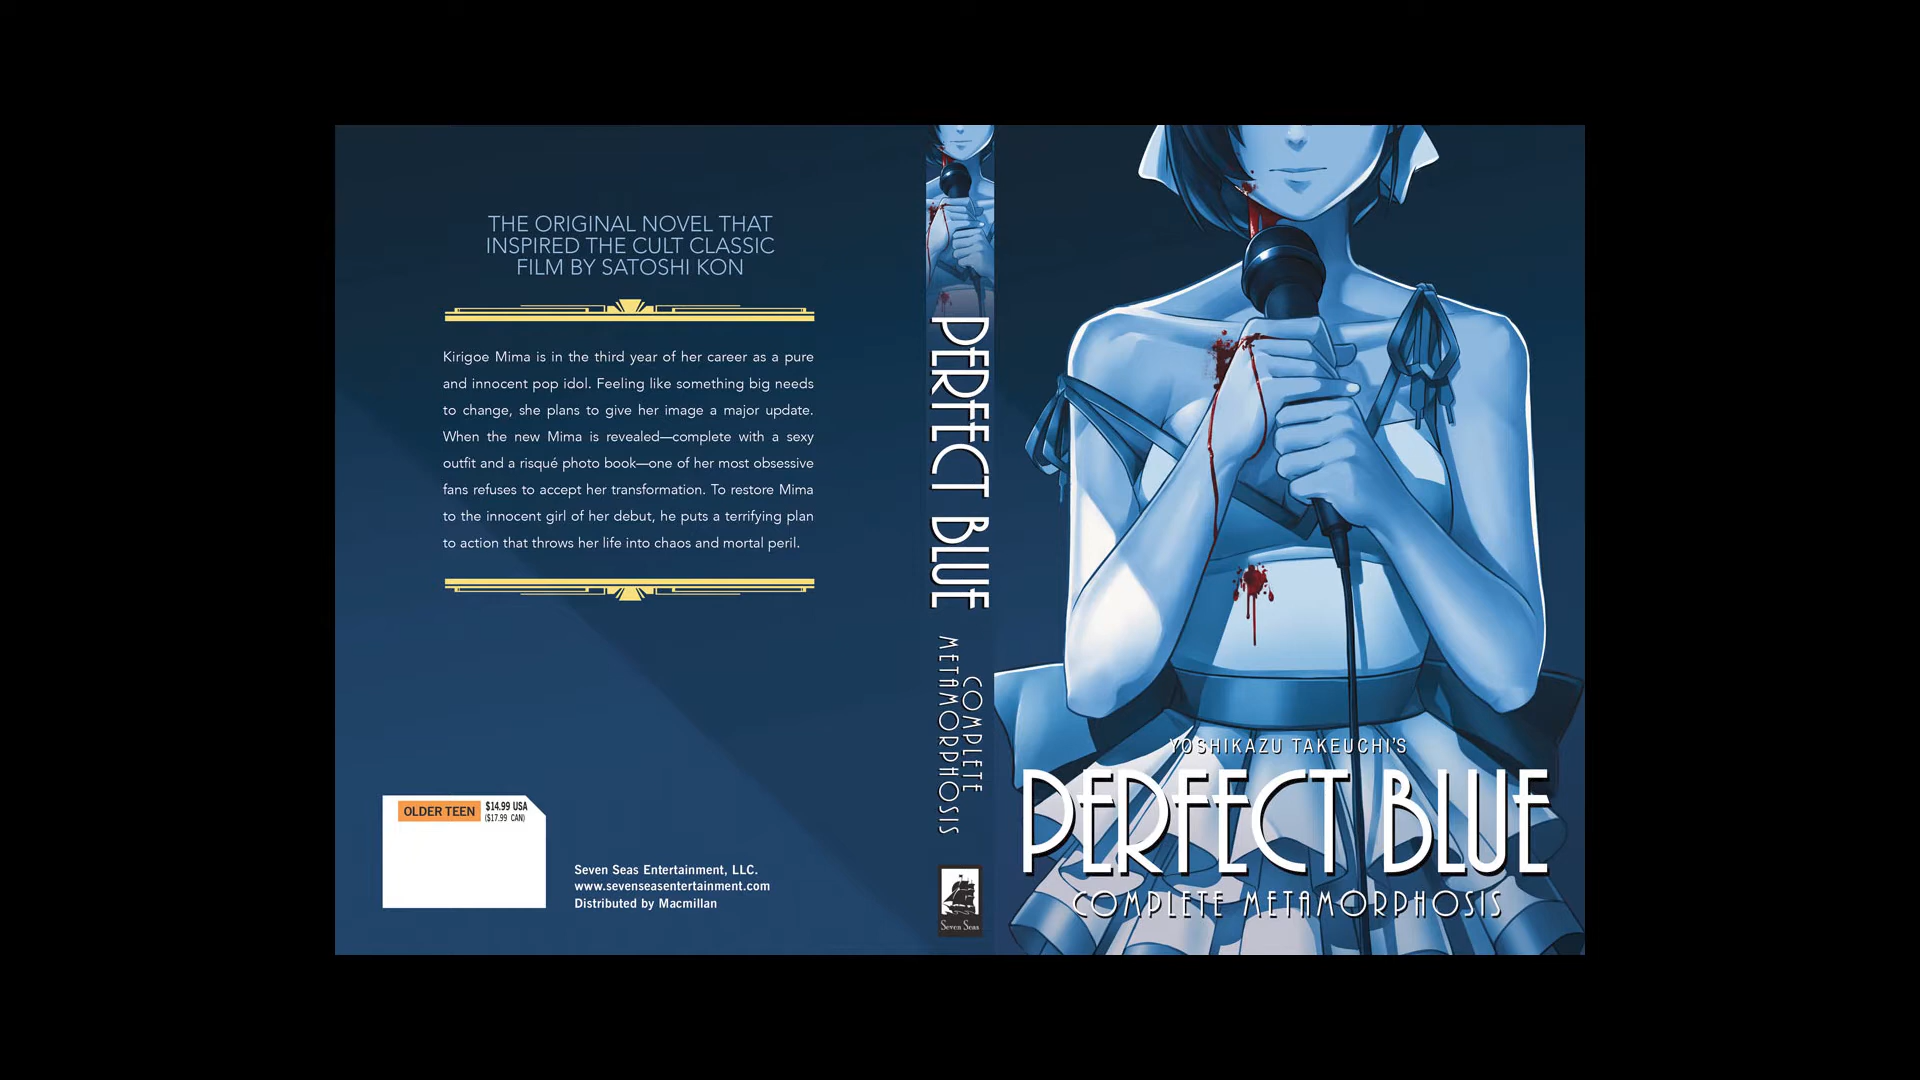 THE ORIGINAL NOVEL THAT
INSPIRED THE CULT CLASSIC
FILM BY SATOSHI KON
Kirigoe Mima is in the third year of her career as a pure
and innocent pop idol. Feeling like something big needs
to change, she plans to give her image a major update.
When the new Mima is revealed—complete with a sexy
outfit and a risqué photo book—one of her most obsessive
fans refuses to accept her transformation. To restore Mima
to the innocent girl of her debut, he puts a terrifying plan
to action that throws her life into chaos and mortal peril.
OLDER TEEN
$14.99 USA
($17.99 CAN)
Seven Seas Entertainment, LLC.
www.sevenseasentertainment.com
Distributed by Macmillan
PERFECT BLUE
COMPLETE
METAMORPHOSIS
Seven Seas
YOSHIKAZU TAKEUCHI'S
PERFECT BLUE
COMPLETE METAMORPHOSIS